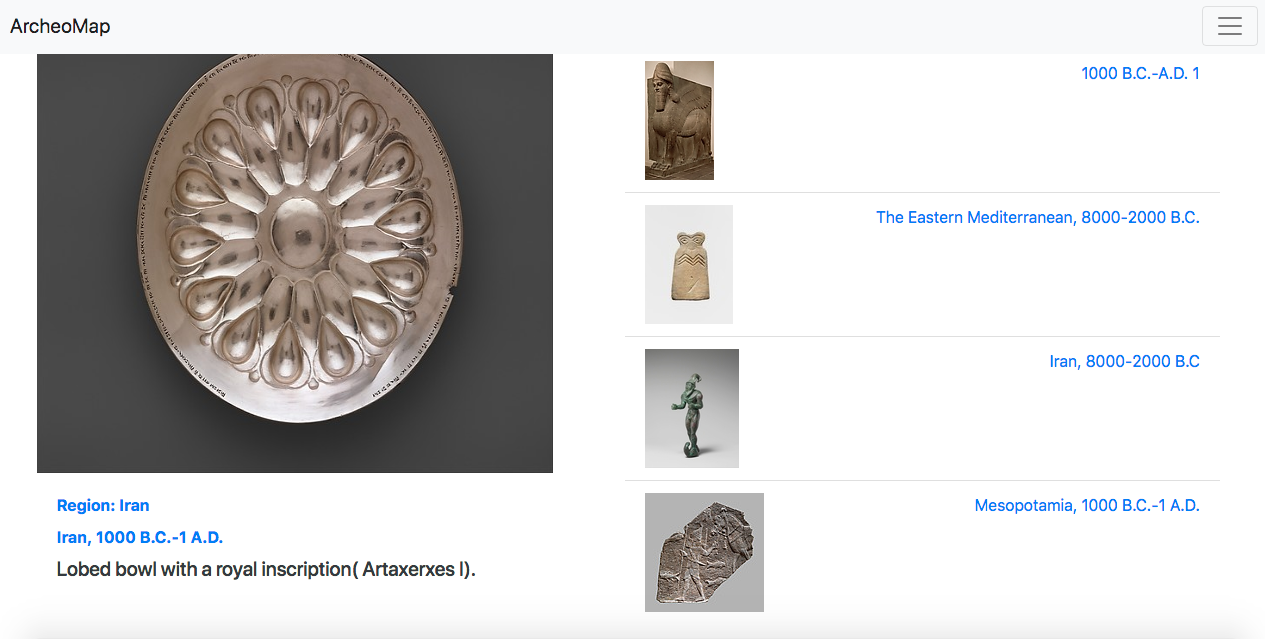 ArcheoMap
Region: Iran
Iran, 1000 B.C.-1 A.D.
Lobed bowl with a royal inscription( Artaxerxes I).
1000 B.C.-A.D. 1
The Eastern Mediterranean, 8000-2000 B.C.
Iran, 8000-2000 B.C
Mesopotamia, 1000 B.C.-1 A.D.